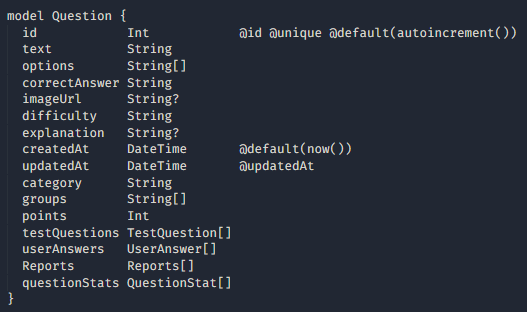 model Question {
  id            Int            @id @unique @default(autoincrement())
  text          String
  options       String[]
  correctAnswer String
  imageUrl      String?
  difficulty    String
  explanation   String?
  createdAt     DateTime       @default(now())
  updatedAt     DateTime       @updatedAt
  category      String
  groups        String[]
  points        Int
  testQuestions TestQuestion[]
  userAnswers   UserAnswer[]
  Reports       Reports[]
  questionStats QuestionStat[]
}